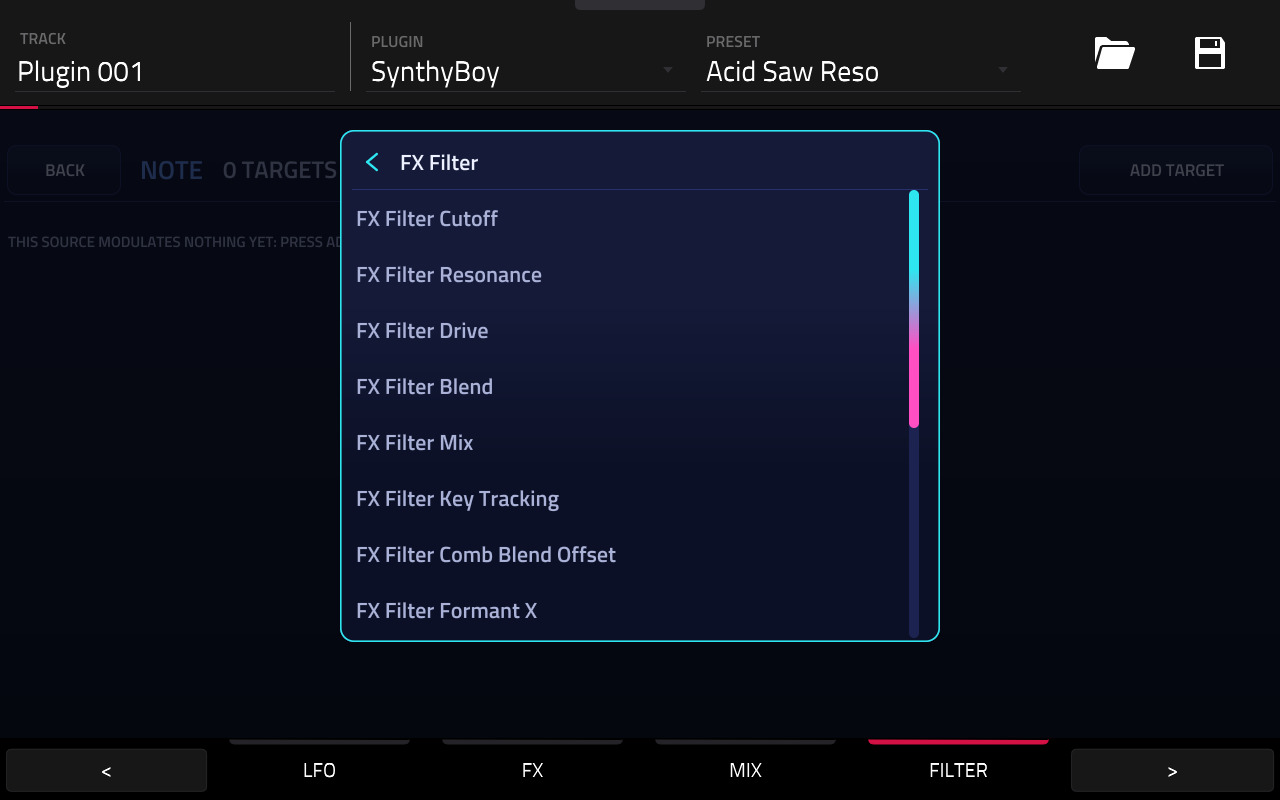 TRACK
Plugin 001
PLUGIN
SynthyBoy
PRESET
Acid Saw Reso
BACK
NOTE
0 TARGETS
ADD TARGET
THIS SOURCE MODULATES NOTHING YET: PRESS AD
FX Filter
FX Filter Cutoff
FX Filter Resonance
FX Filter Drive
FX Filter Blend
FX Filter Mix
FX Filter Key Tracking
FX Filter Comb Blend Offset
FX Filter Formant X
<
LFO
FX
MIX
FILTER
>